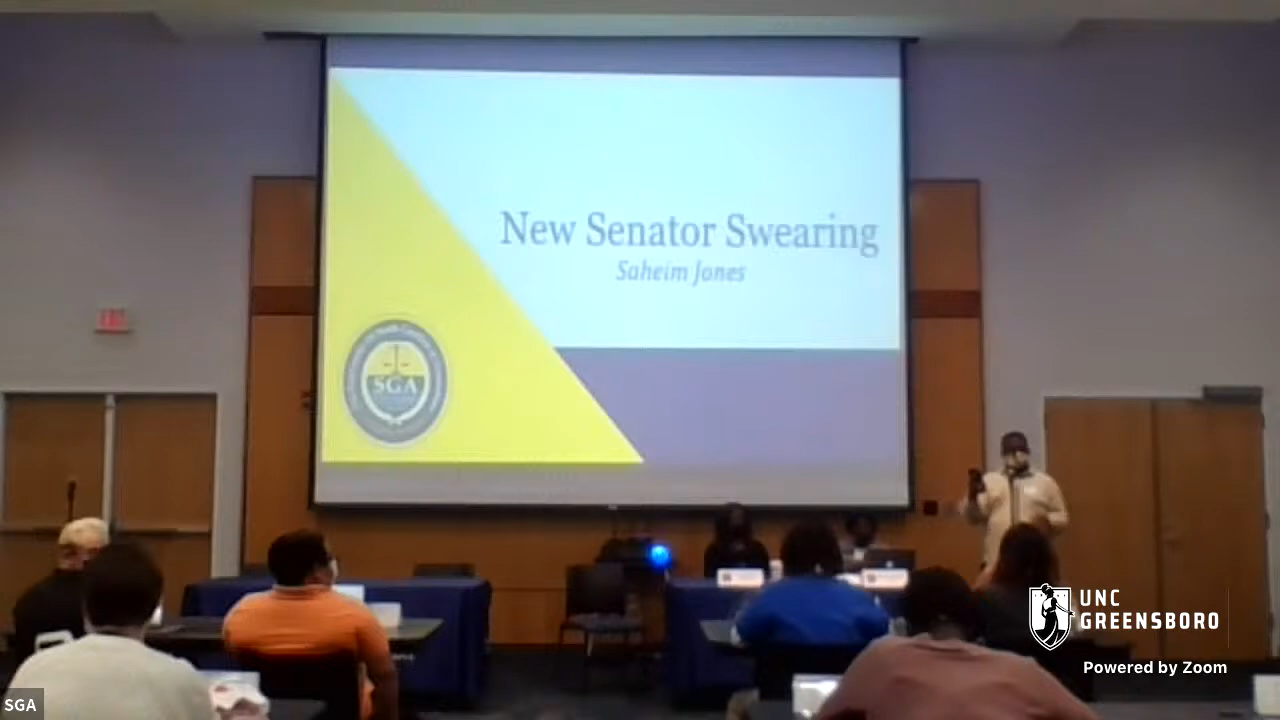 New Senator Swearing
Saheim Jones
SGA
UNC
GREENSBORO
Powered by Zoom
SGA